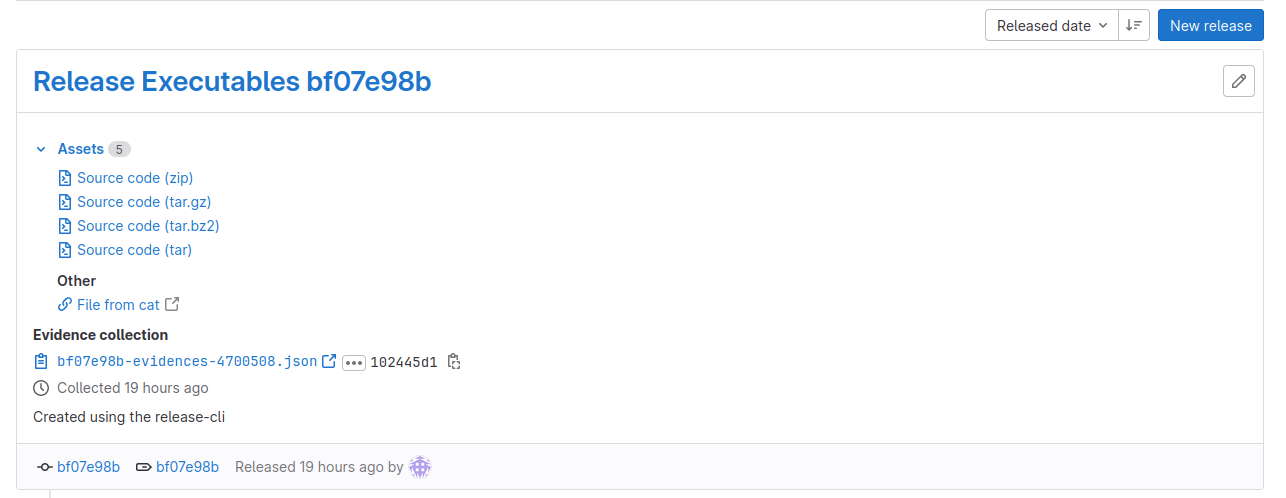 Released date
New release
Release Executables bf07e98b
Assets 5
Source code (zip)
Source code (tar.gz)
Source code (tar.bz2)
Source code (tar)
Other
File from cat
Evidence collection
bf07e98b-evidences-4700508.json ••• 102445d1
Collected 19 hours ago
Created using the release-cli
bf07e98b bf07e98b Released 19 hours ago by